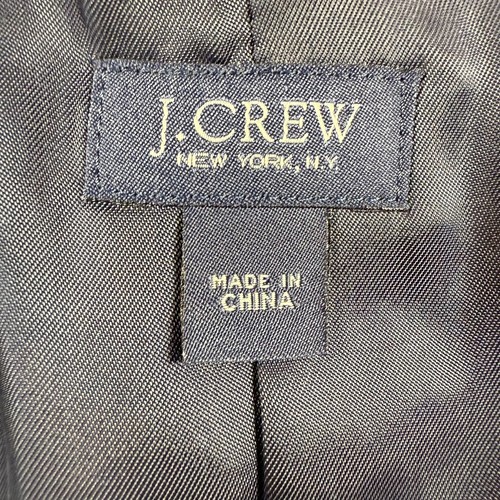 J.CREW
NEW YORK, N.Y.
MADE IN
CHINA